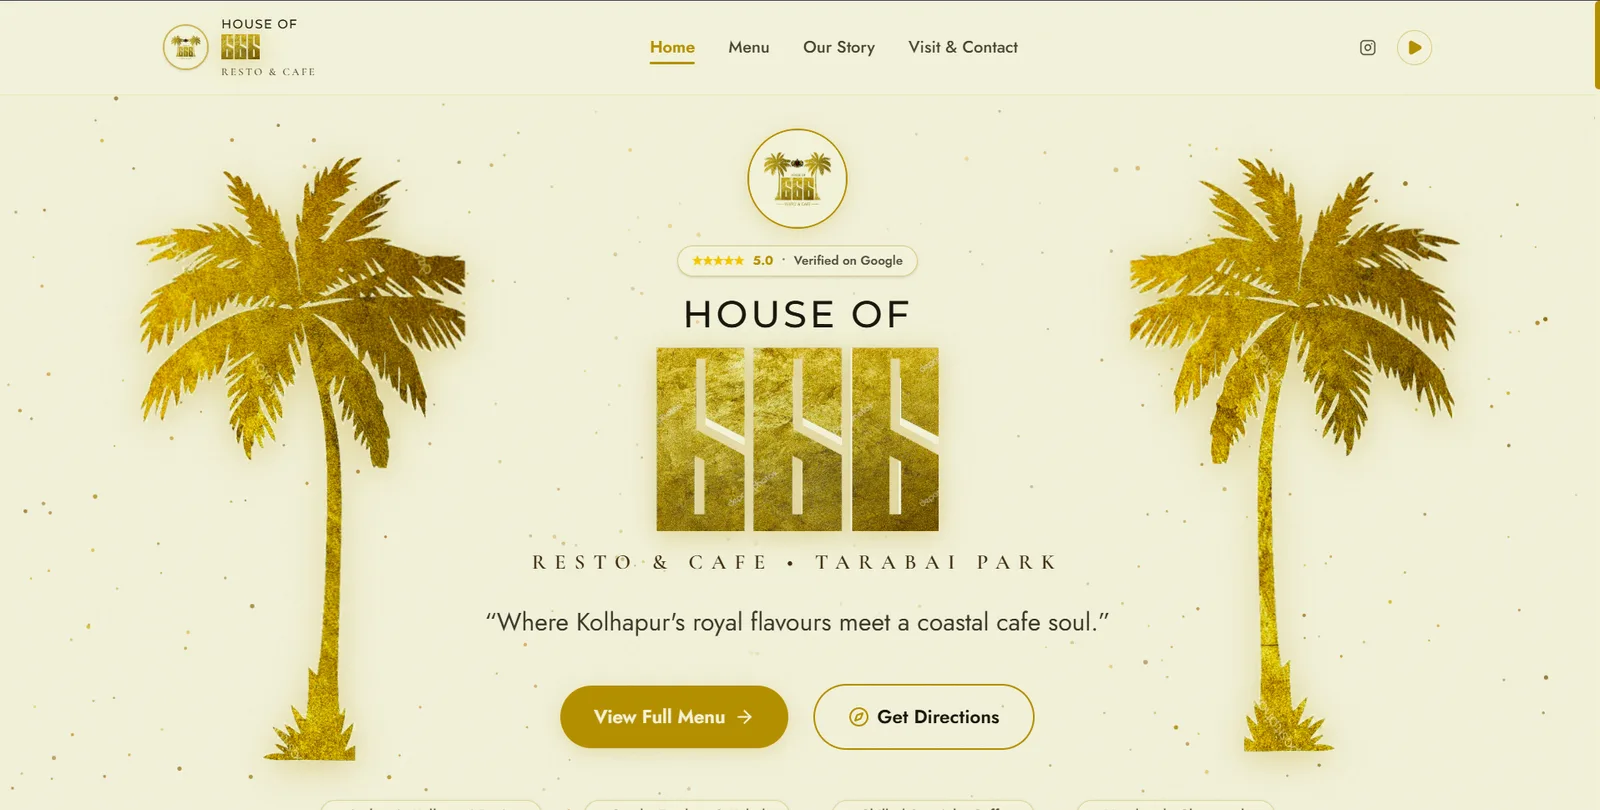 HOUSE OF
666
RESTO & CAFE
Home
Menu
Our Story
Visit & Contact
666
5.0 · Verified on Google
HOUSE OF
666
RESTO & CAFE • TARABAI PARK
“Where Kolhapur's royal flavours meet a coastal cafe soul.”
View Full Menu →
Get Directions